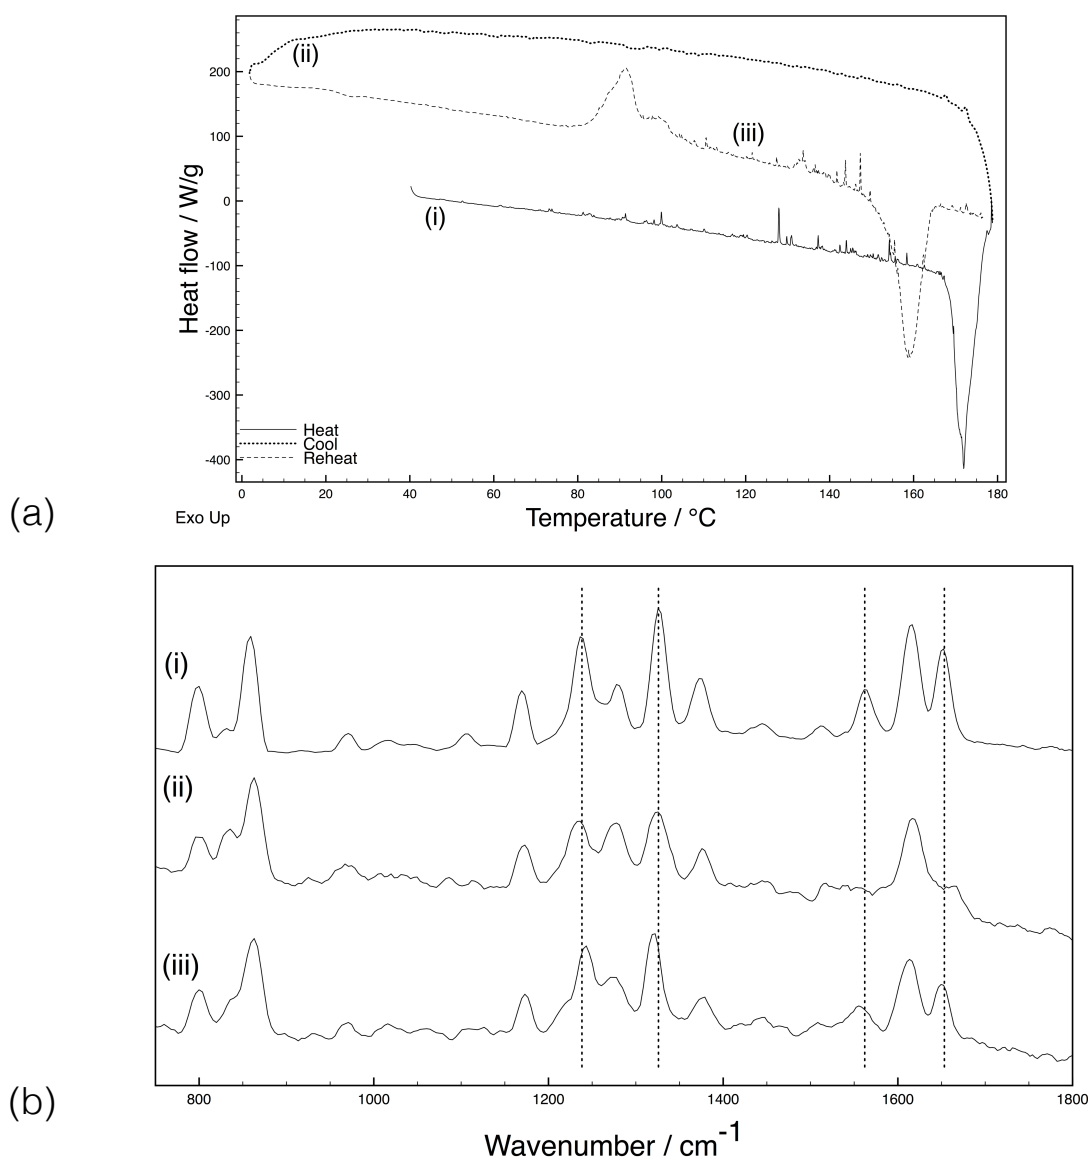 (ii)
200
(iii)
100
0
(i)
Heat flow / W/g
-100
-200
-300
Heat
Cool
Reheat
-400
0 20 40 60 80 100 120 140 160 180
(a)
Exo Up
Temperature / °C
(i)
(ii)
(iii)
(b)
800 1000 1200 1400 1600 1800
Wavenumber / cm-1